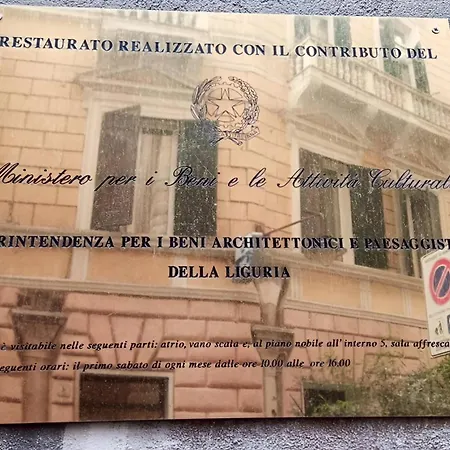 RESTAURATO REALIZZATO CON IL CONTRIBUTO DEL
Ministero per i Beni e le Attività Culturali
RINTENDENZA PER I BENI ARCHITETTONICI E PAESAGGIST
DELLA LIGURIA
è visitabile nelle seguenti parti: atrio, vano scala e, al piano nobile all' interno 5, sala affresca
eguenti orari: il primo sabato di ogni mese dalle ore 10.00 alle ore 16.00